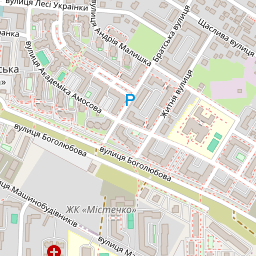 вулиця Лесі Українки
Андрія Малишка
Братська вулиця
Щаслива вулиця
вулиця Академіка Амосова
P
Житня вулиця
вулиця Боголюбова
вулиця Боголюбова
вулиця Машинобудівників
ЖК «Містечко»
вулиця